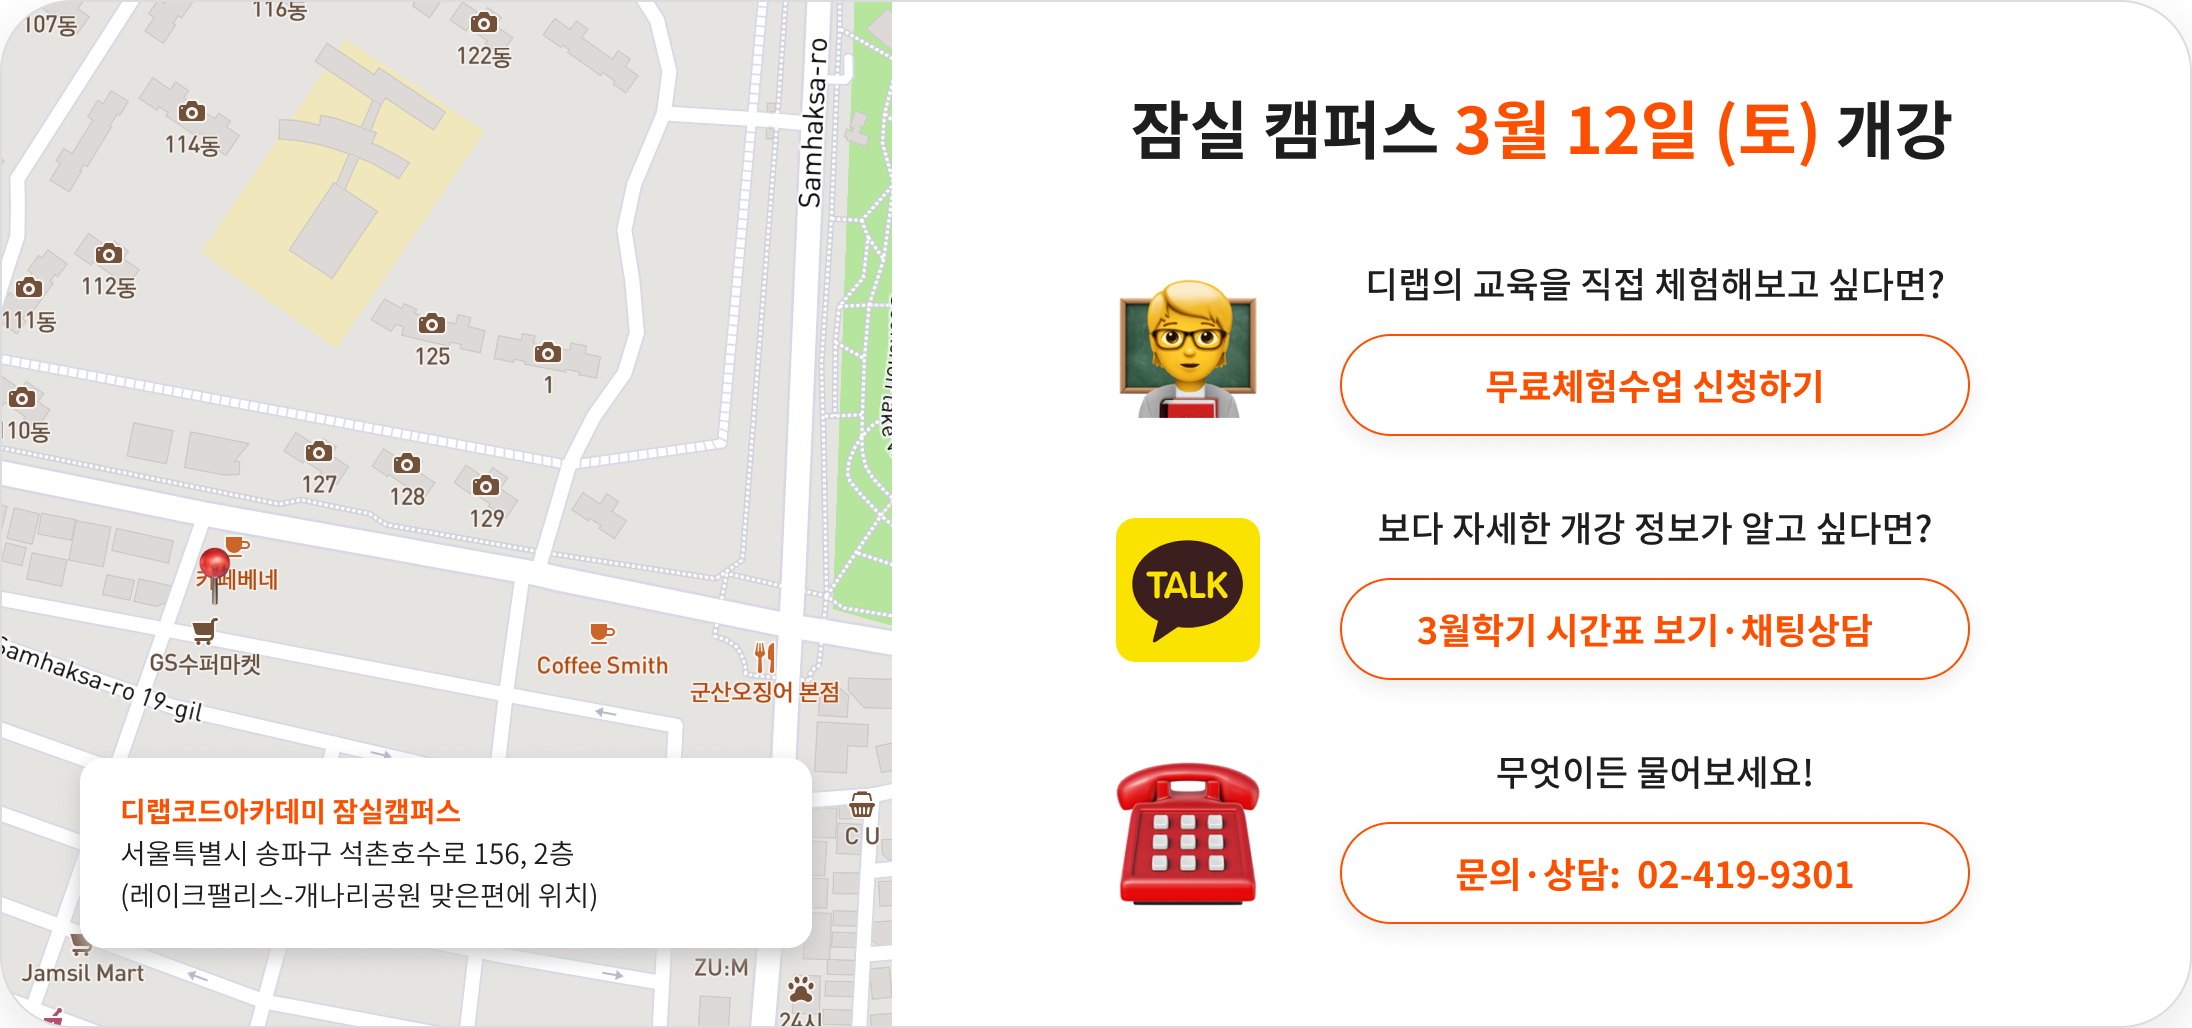 107동
116동
122동
114동
Samhaksa-ro
112동
111동
125
1
10동
127
128
129
카페베네
GS수퍼마켓
Coffee Smith
군산오징어 본점
Samhaksa-ro 19-gil
C U
디랩코드아카데미 잠실캠퍼스
서울특별시 송파구 석촌호수로 156, 2층
(레이크팰리스-개나리공원 맞은편에 위치)
Jamsil Mart
ZU:M
24시
잠실 캠퍼스 3월 12일 (토) 개강
디랩의 교육을 직접 체험해보고 싶다면?
무료체험수업 신청하기
TALK
보다 자세한 개강 정보가 알고 싶다면?
3월학기 시간표 보기·채팅상담
무엇이든 물어보세요!
문의·상담: 02-419-9301